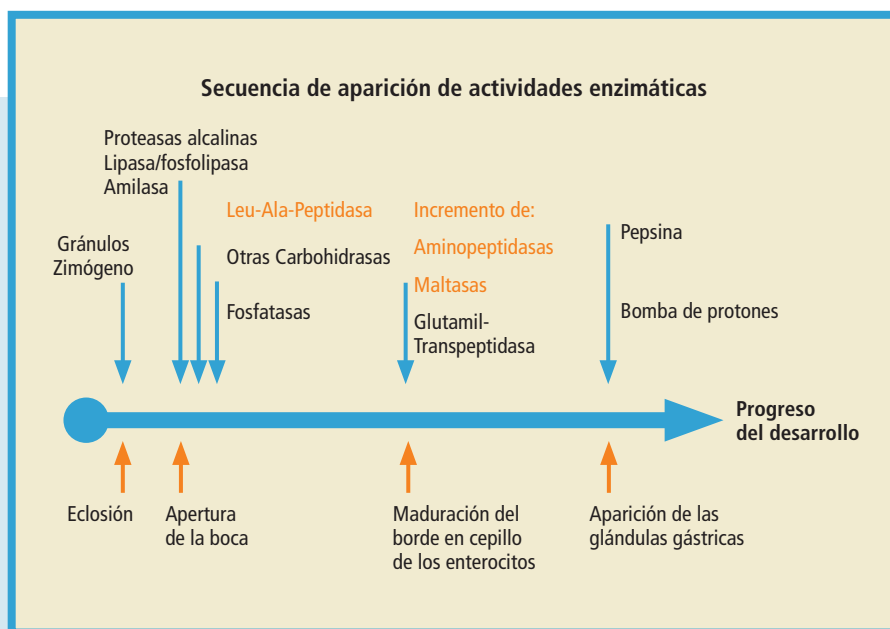 Secuencia de aparición de actividades enzimáticas
Proteasas alcalinas
Lipasa/fosfolipasa
Amilasa
Gránulos
Zimógeno
Leu-Ala-Peptidasa
Otras Carbohidrasas
Fosfatasas
Incremento de:
Aminopeptidasas
Maltasas
Glutamil-
Transpeptidasa
Pepsina
Bomba de protones
Progreso
del desarrollo
Eclosión
Apertura
de la boca
Maduración del
borde en cepillo
de los enterocitos
Aparición de las
glándulas gástricas